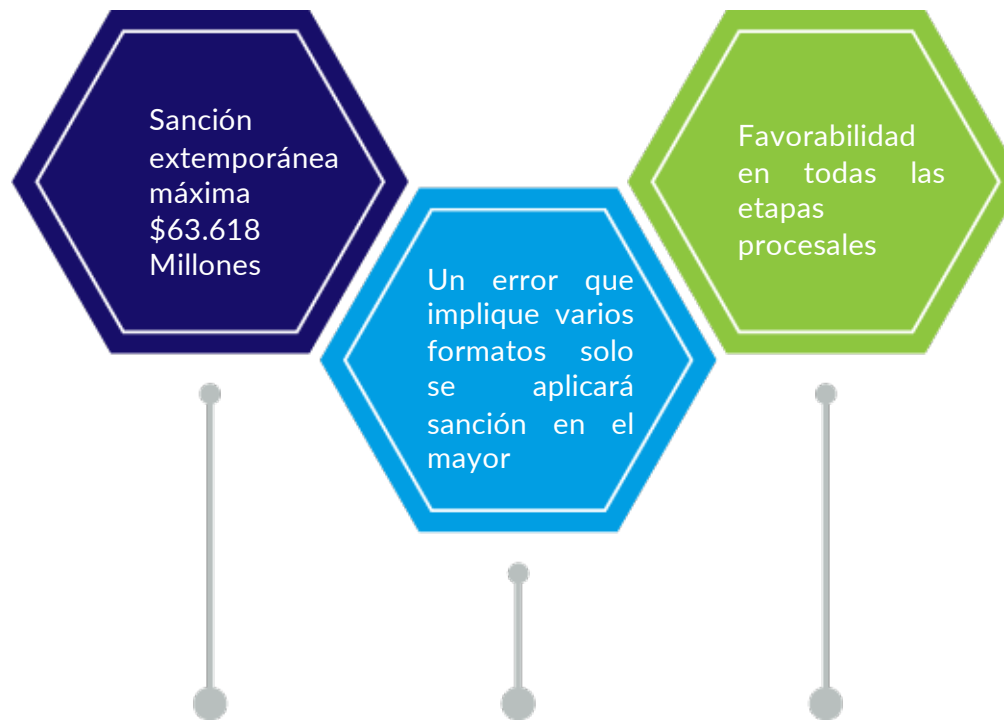 Sanción
extemporánea
máxima
$63.618
Millones
Un error que
implique varios
formatos solo
se aplicará
sanción en el
mayor
Favorabilidad
en todas las
etapas
procesales